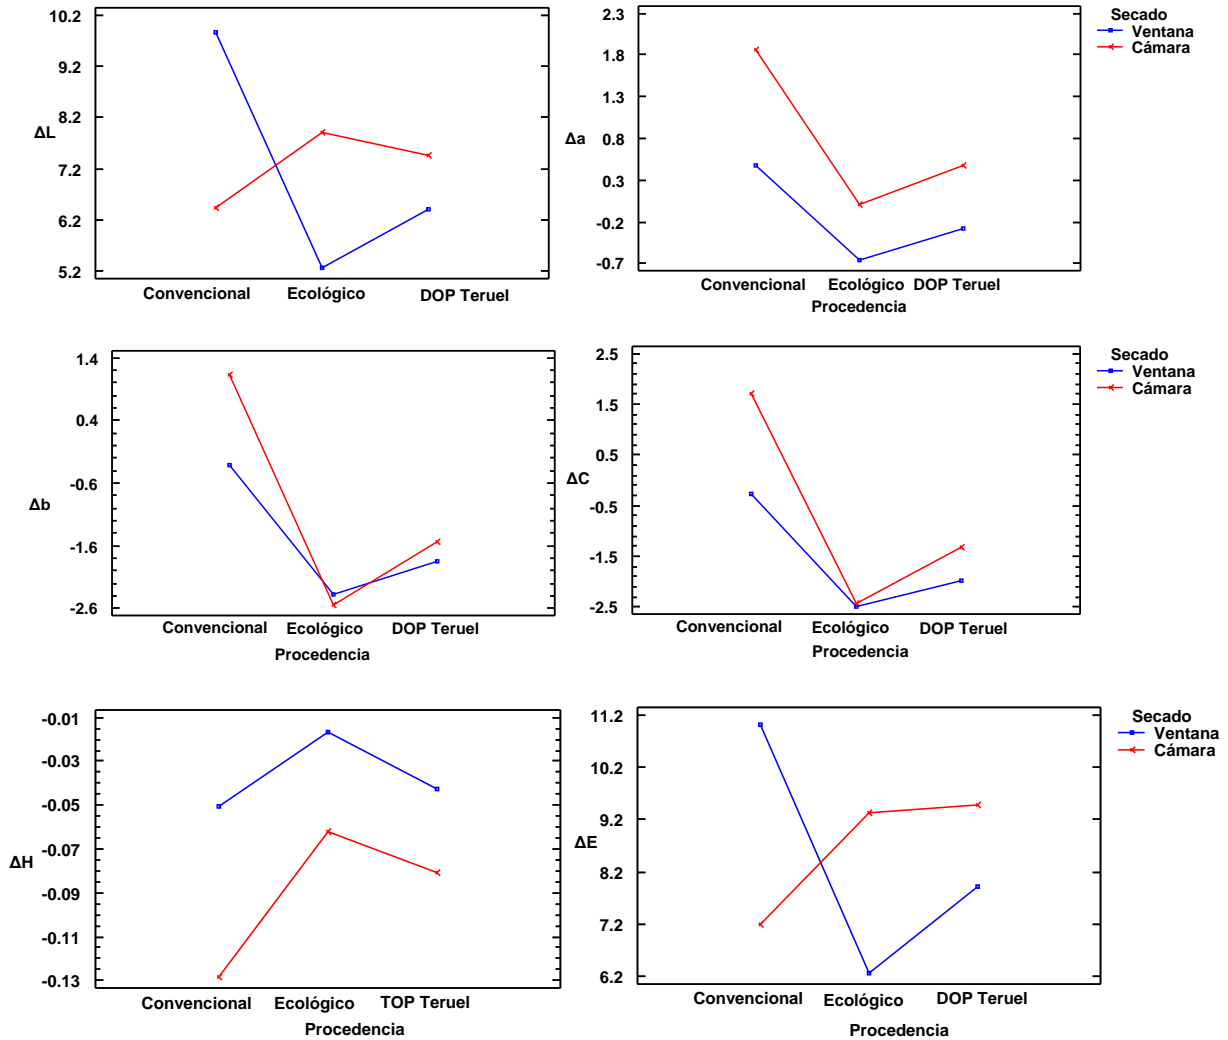 10.2
9.2
8.2
7.2
6.2
5.2
ΔL
Convencional Ecológico DOP Teruel
2.3
1.8
1.3
0.8
0.3
-0.2
-0.7
Δa
Convencional Ecológico DOP Teruel
Procedencia
Secado
Ventana
Cámara
1.4
0.4
-0.6
-1.6
-2.6
Δb
Convencional Ecológico DOP Teruel
Procedencia
2.5
1.5
0.5
-0.5
-1.5
-2.5
ΔC
Convencional Ecológico DOP Teruel
Procedencia
Secado
Ventana
Cámara
-0.01
-0.03
-0.05
-0.07
-0.09
-0.11
-0.13
ΔH
Convencional Ecológico TOP Teruel
Procedencia
11.2
10.2
9.2
8.2
7.2
6.2
ΔE
Convencional Ecológico DOP Teruel
Procedencia
Secado
Ventana
Cámara